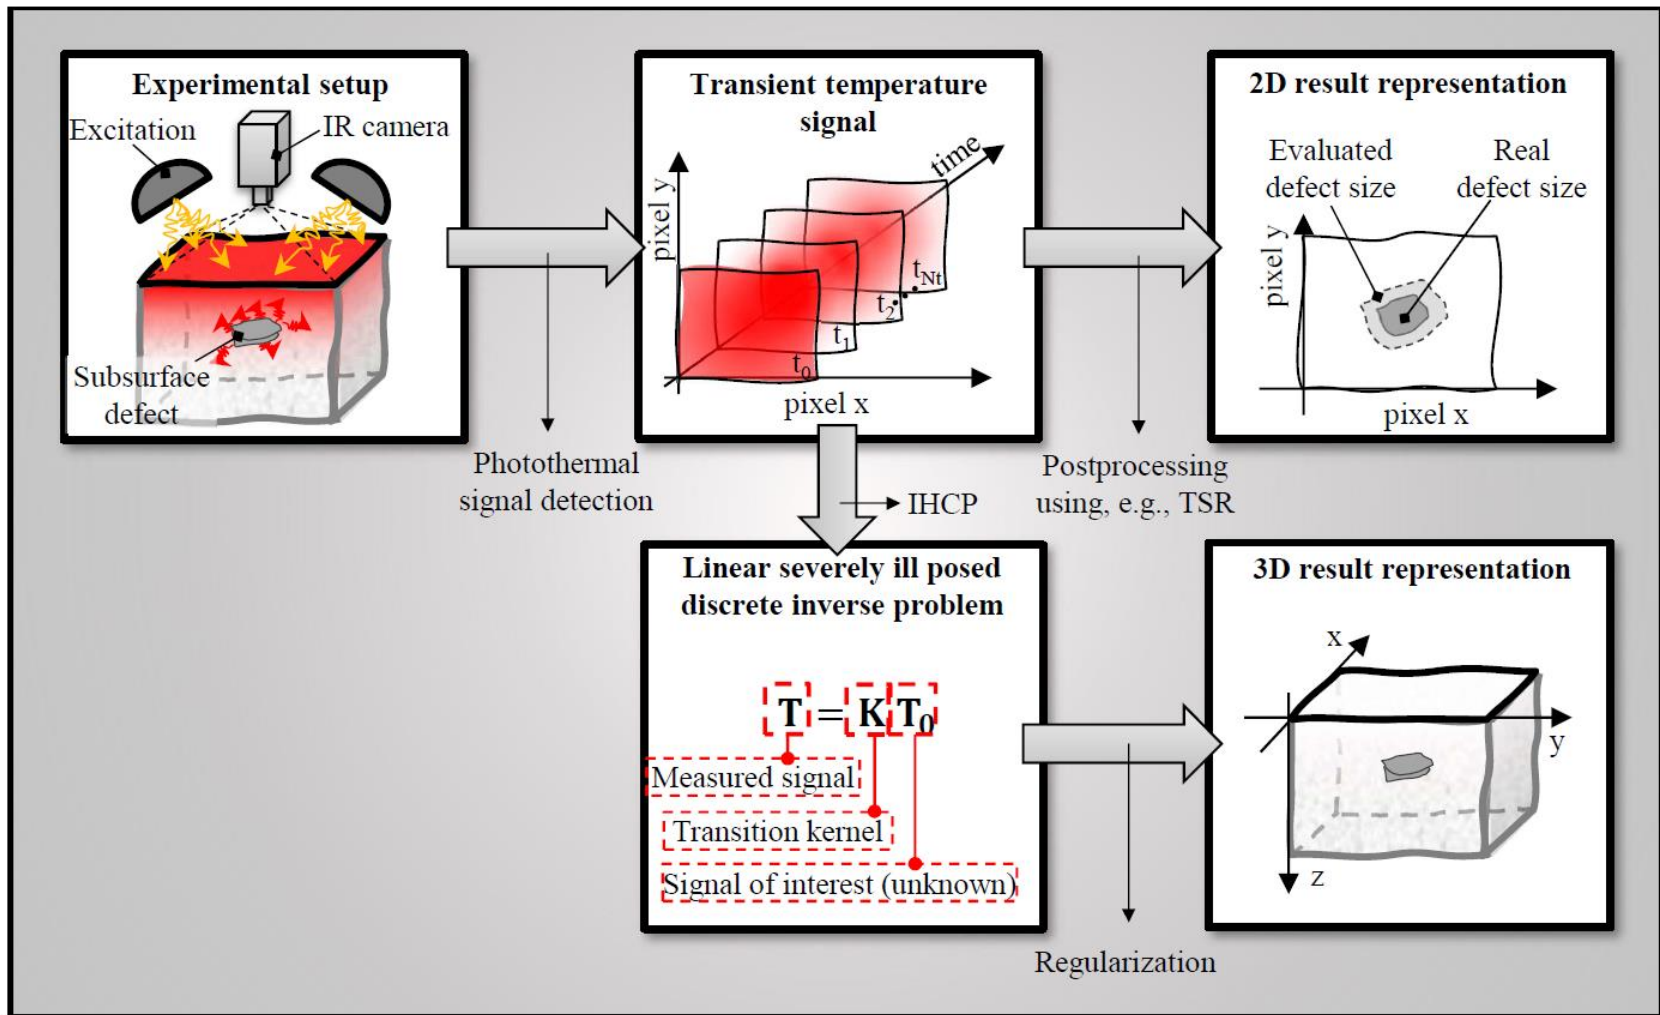 Experimental setup
Excitation
IR camera
Subsurface
defect
Photothermal
signal detection
Transient temperature
signal
pixel y
time
t0
t1
t2
tNt
pixel x
Postprocessing
using, e.g., TSR
2D result representation
Evaluated
defect size
Real
defect size
pixel y
pixel x
IHCP
Linear severely ill posed
discrete inverse problem
T = K T0
Measured signal
Transition kernel
Signal of interest (unknown)
Regularization
3D result representation
x
y
z